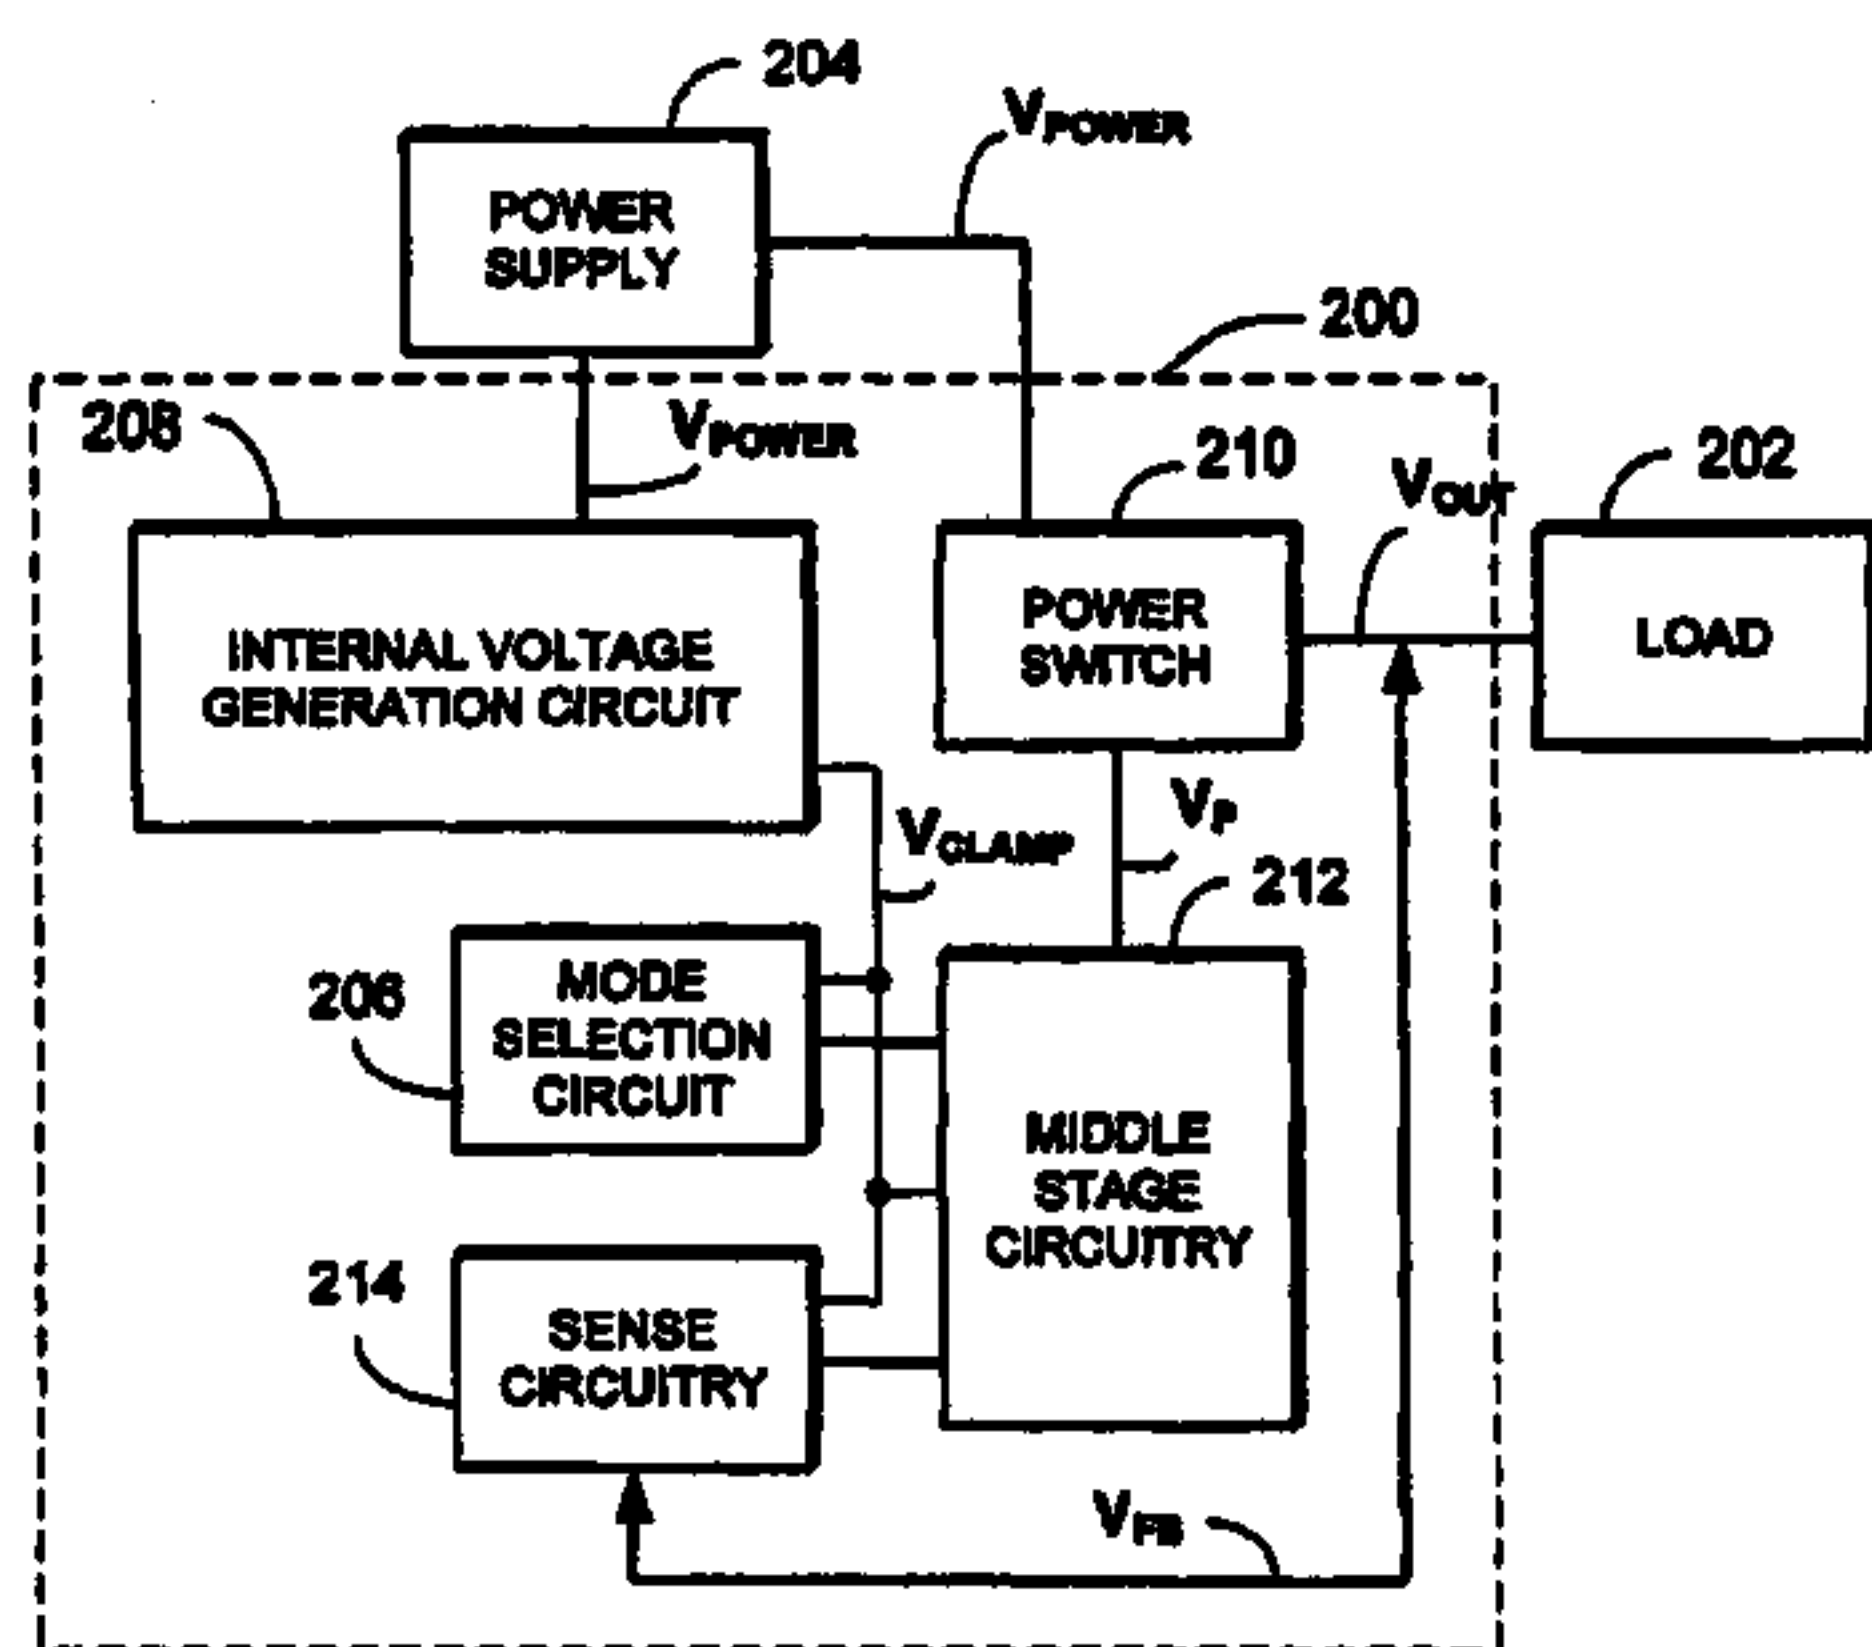 204
VPOWER
POWER
SUPPLY
200
208
VPOWER
210
VOUT
202
INTERNAL VOLTAGE
GENERATION CIRCUIT
POWER
SWITCH
LOAD
VP
VCLAMP
212
206
MODE
SELECTION
CIRCUIT
MIDDLE
STAGE
CIRCUITRY
214
SENSE
CIRCUITRY
VFB